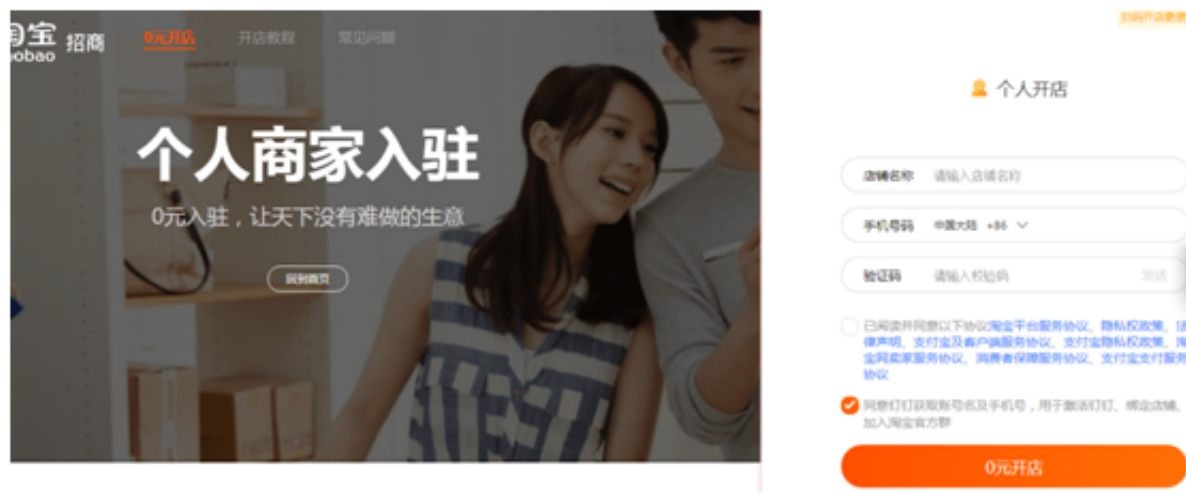 淘宝 招商
0元开店 开店教程 常见问题
个人商家入驻
0元入驻，让天下没有难做的生意
回到首页
扫码开店更便
个人开店
店铺名称 请输入店铺名称
手机号码 中国大陆 +86
验证码 请输入校验码 发送
已阅读并同意以下协议淘宝平台服务协议、隐私权政策、法
律声明、支付宝及客户端服务协议、支付宝隐私权政策、淘
宝网卖家服务协议、消费者保障服务协议、支付宝支付服务
协议
同意钉钉获取账号名及手机号，用于激活钉钉、绑定店铺、
加入淘宝官方群
0元开店